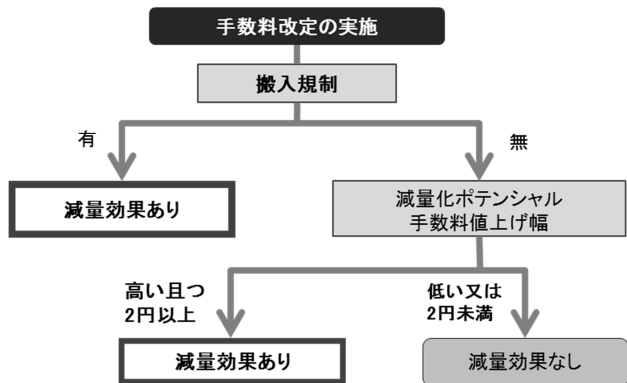 手数料改定の実施
搬入規制
有
無
減量効果あり
減量化ポテンシャル
手数料値上げ幅
高い且つ
2円以上
低い又は
2円未満
減量効果あり
減量効果なし